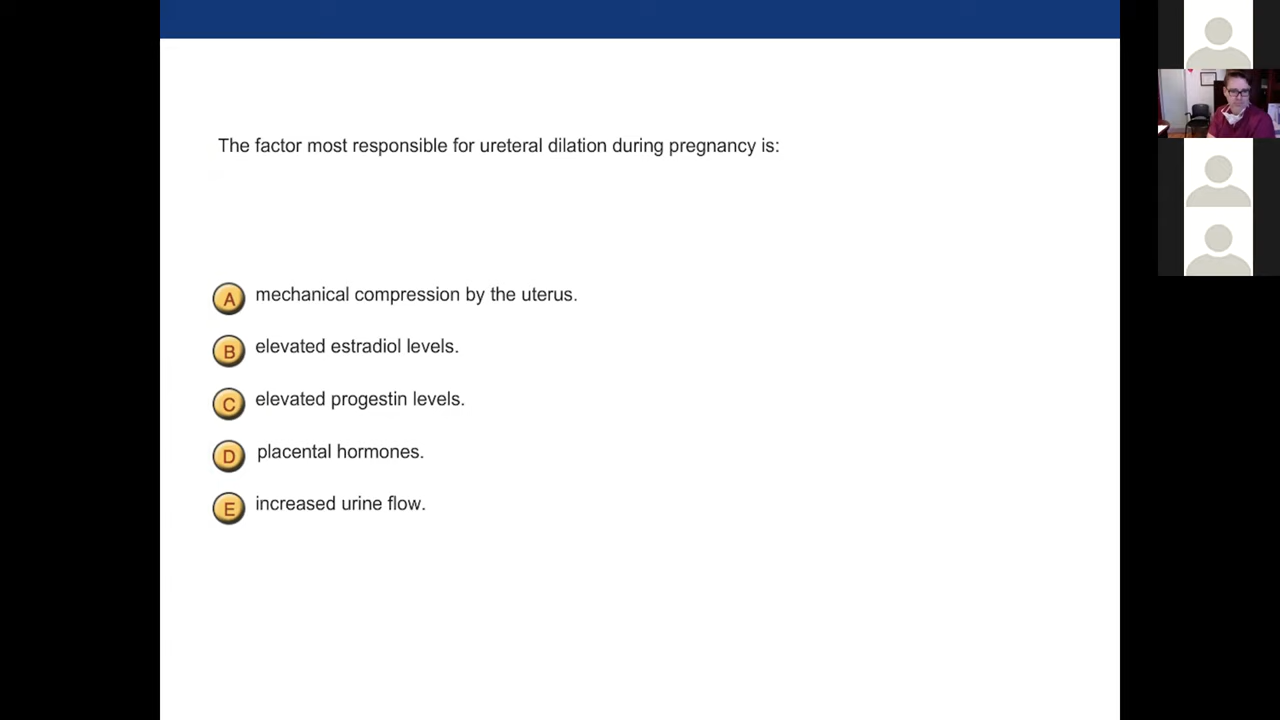 The factor most responsible for ureteral dilation during pregnancy is:
A mechanical compression by the uterus.
B elevated estradiol levels.
C elevated progestin levels.
D placental hormones.
E increased urine flow.